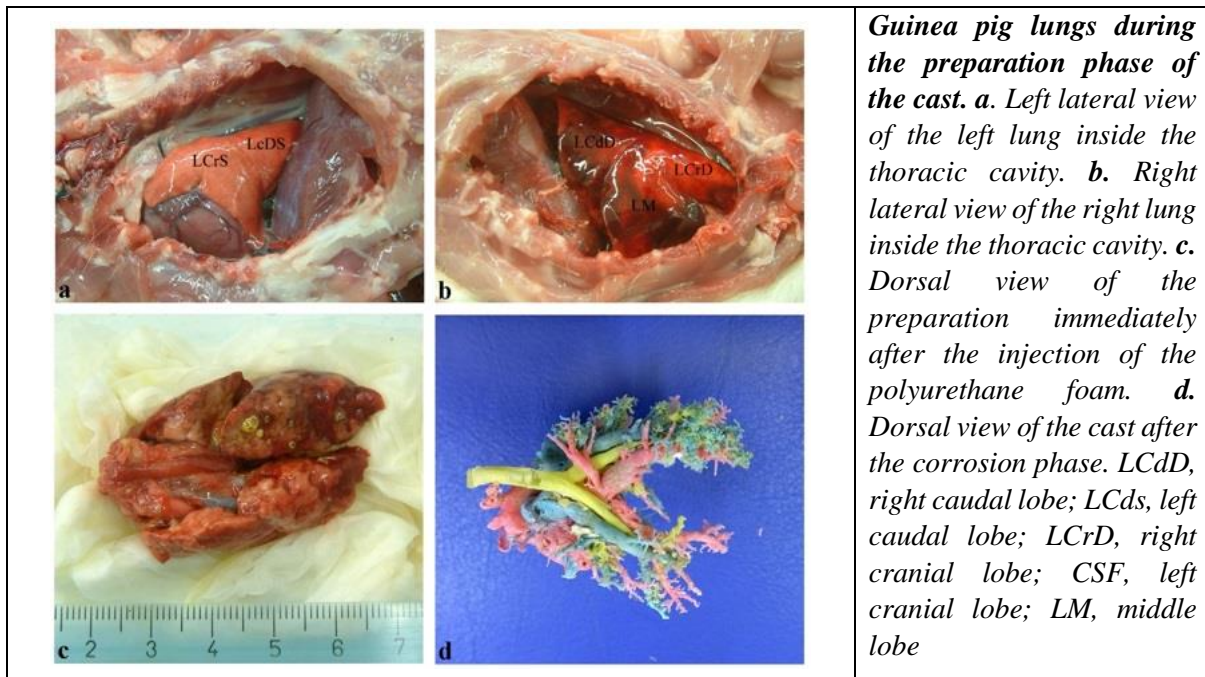 LCrS
LcDS
a
LCdD
LCrD
LM
b
2 3 4 5 6 7
c
d
Guinea pig lungs during
the preparation phase of
the cast. a. Left lateral view
of the left lung inside the
thoracic cavity. b. Right
lateral view of the right lung
inside the thoracic cavity. c.
Dorsal view of the
preparation immediately
after the injection of the
polyurethane foam. d.
Dorsal view of the cast after
the corrosion phase. LCdD,
right caudal lobe; LCds, left
caudal lobe; LCrD, right
cranial lobe; CSF, left
cranial lobe; LM, middle
lobe